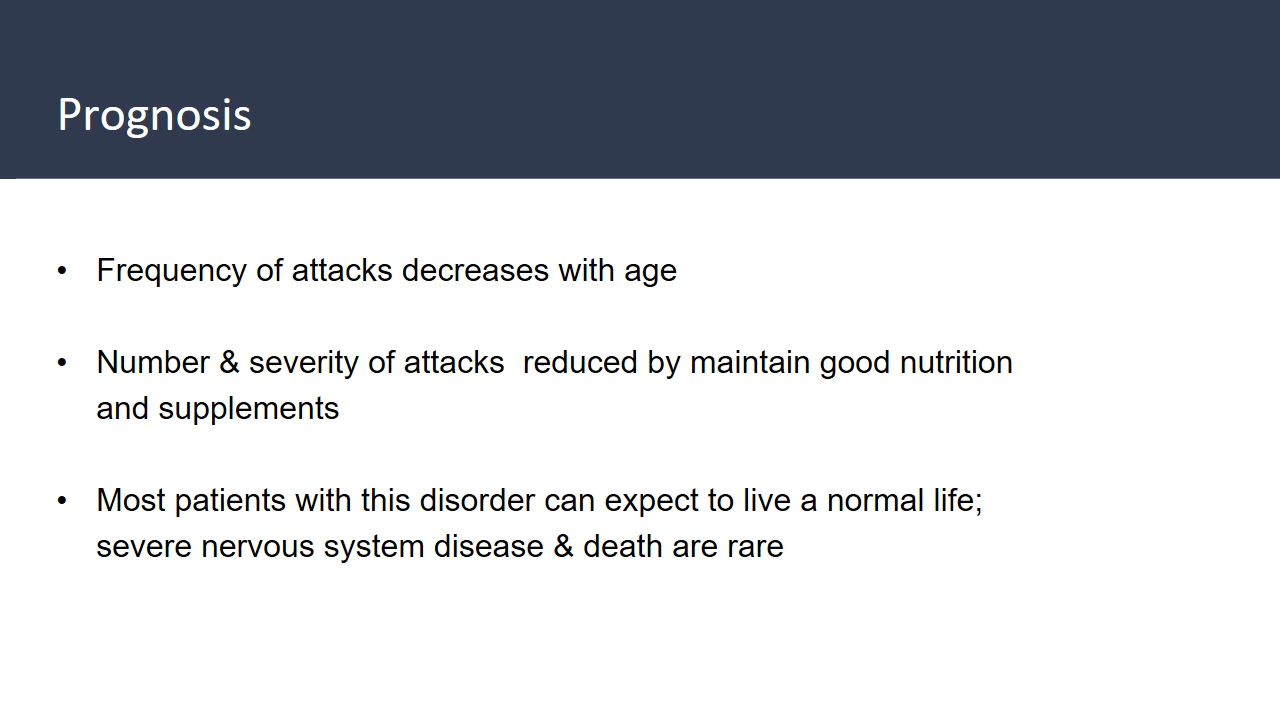 Prognosis
• Frequency of attacks decreases with age
• Number & severity of attacks  reduced by maintain good nutrition
and supplements
• Most patients with this disorder can expect to live a normal life;
severe nervous system disease & death are rare